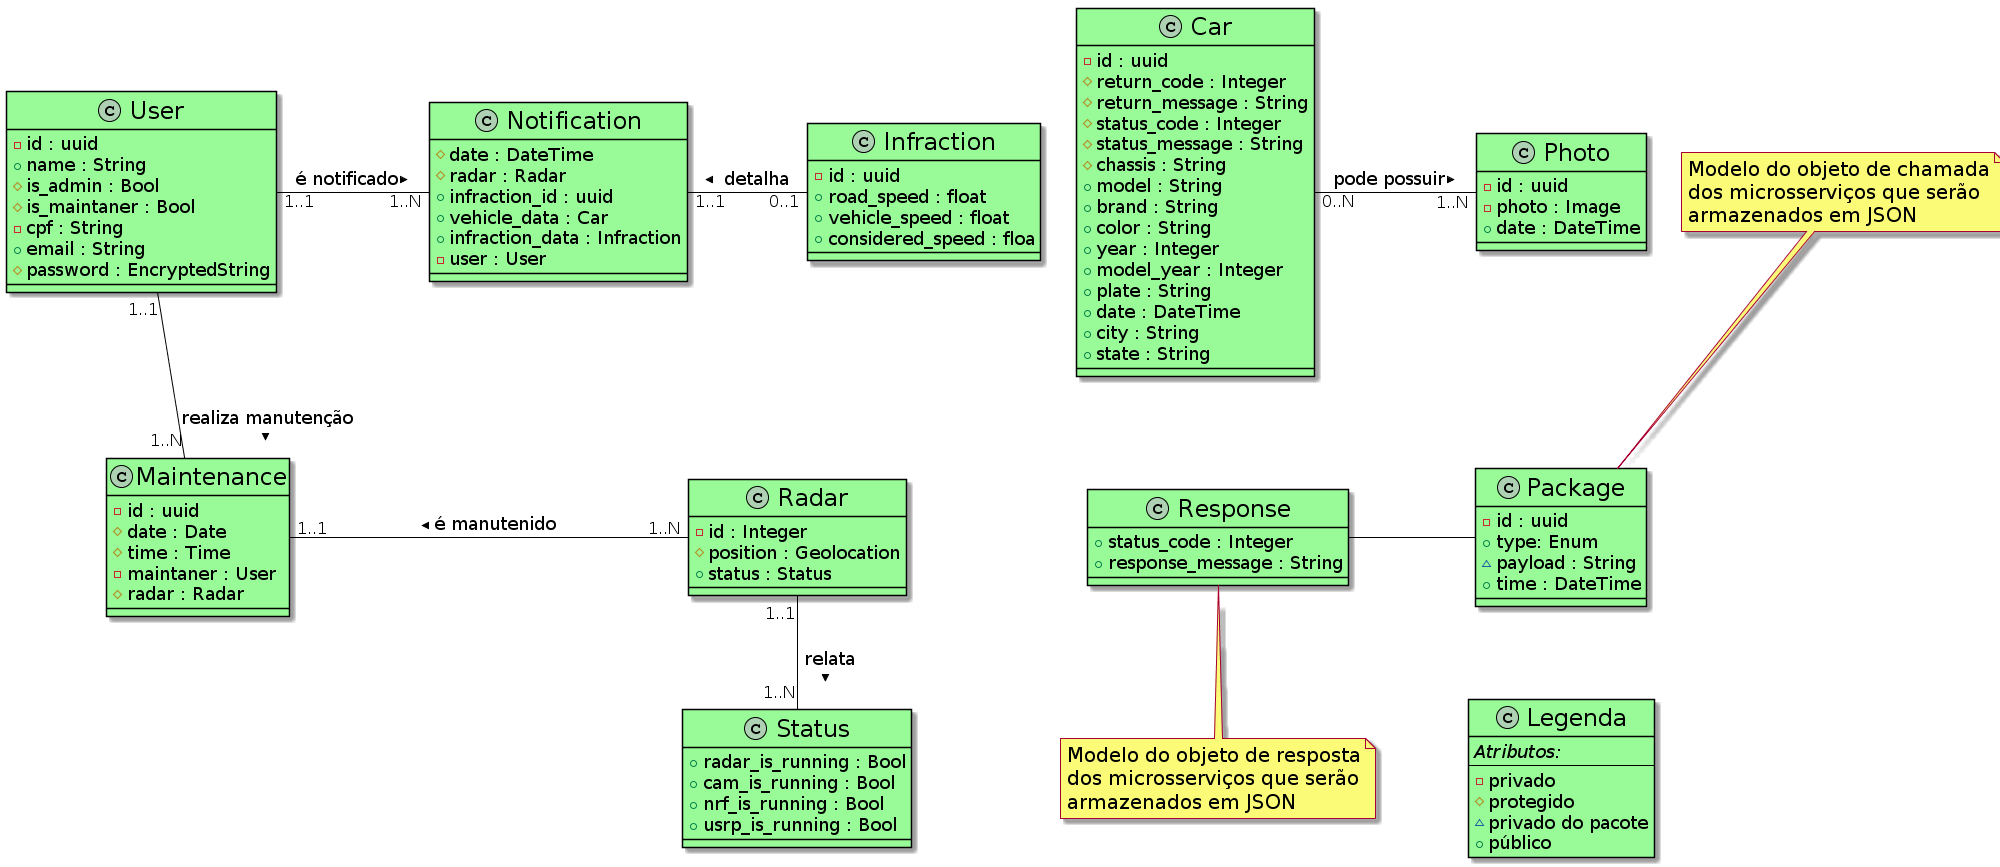 C User
id : uuid
name : String
is_admin : Bool
is_maintaner : Bool
cpf : String
email : String
password : EncryptedString
é notificado
1..1
1..N
C Notification
date : DateTime
radar : Radar
infraction_id : uuid
vehicle_data : Car
infraction_data : Infraction
user : User
detalha
1..1
0..1
C Infraction
id : uuid
road_speed : float
vehicle_speed : float
considered_speed : floa
C Car
id : uuid
return_code : Integer
return_message : String
status_code : Integer
status_message : String
chassis : String
model : String
brand : String
color : String
year : Integer
model_year : Integer
plate : String
date : DateTime
city : String
state : String
pode possuir
0..N
1..N
C Photo
id : uuid
photo : Image
date : DateTime
Modelo do objeto de chamada
dos microsserviços que serão
armazenados em JSON
1..1
realiza manutenção
1..N
C Maintenance
id : uuid
date : Date
time : Time
maintaner : User
radar : Radar
é manutenido
1..1
1..N
C Radar
id : Integer
position : Geolocation
status : Status
1..1
relata
1..N
C Status
radar_is_running : Bool
cam_is_running : Bool
nrf_is_running : Bool
usrp_is_running : Bool
C Response
status_code : Integer
response_message : String
C Package
id : uuid
type: Enum
payload : String
time : DateTime
Modelo do objeto de resposta
dos microsserviços que serão
armazenados em JSON
C Legenda
Atributos:
privado
protegido
privado do pacote
público